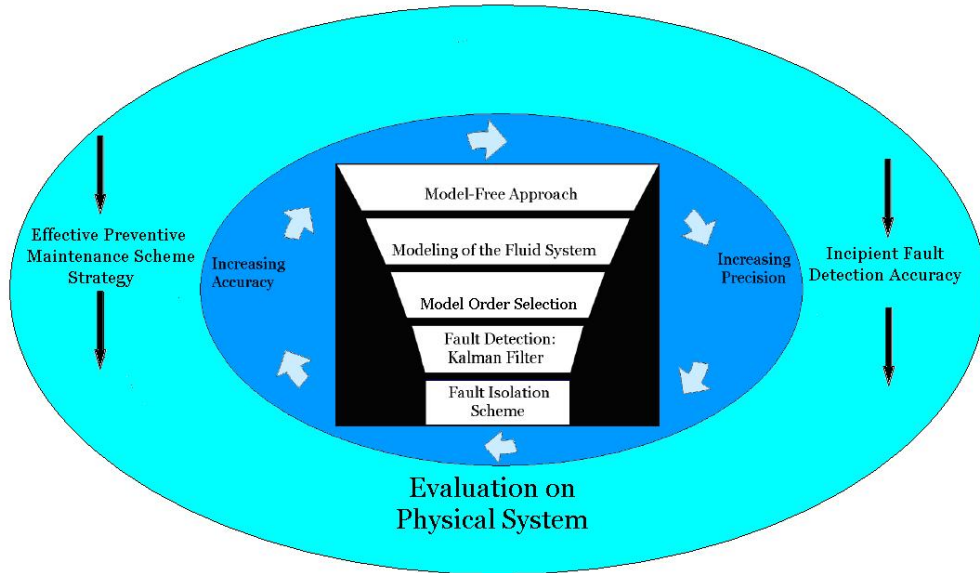 Model-Free Approach
Modeling of the Fluid System
Model Order Selection
Fault Detection:
Kalman Filter
Fault Isolation
Scheme
Increasing
Accuracy
Increasing
Precision
Effective Preventive
Maintenance Scheme
Strategy
Incipient Fault
Detection Accuracy
Evaluation on
Physical System